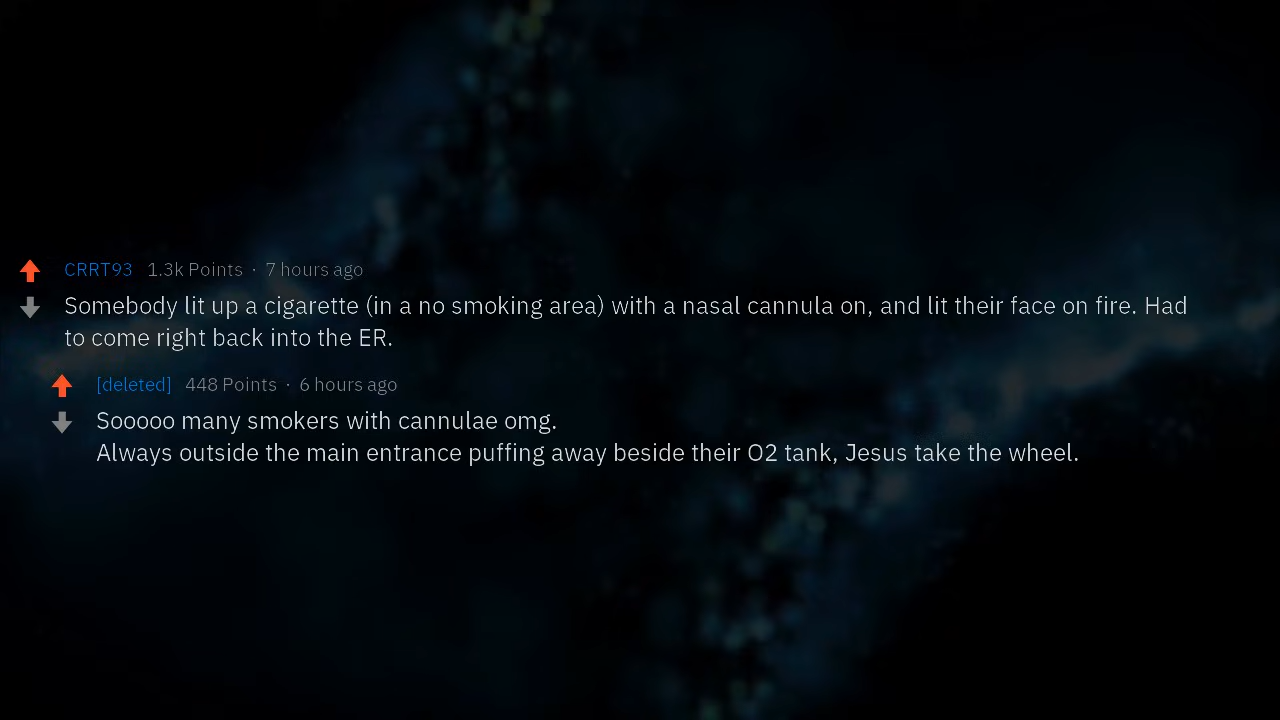 CRRT93 1.3k Points · 7 hours ago
Somebody lit up a cigarette (in a no smoking area) with a nasal cannula on, and lit their face on fire. Had
to come right back into the ER.
[deleted] 448 Points · 6 hours ago
Sooooo many smokers with cannulae omg.
Always outside the main entrance puffing away beside their O2 tank, Jesus take the wheel.